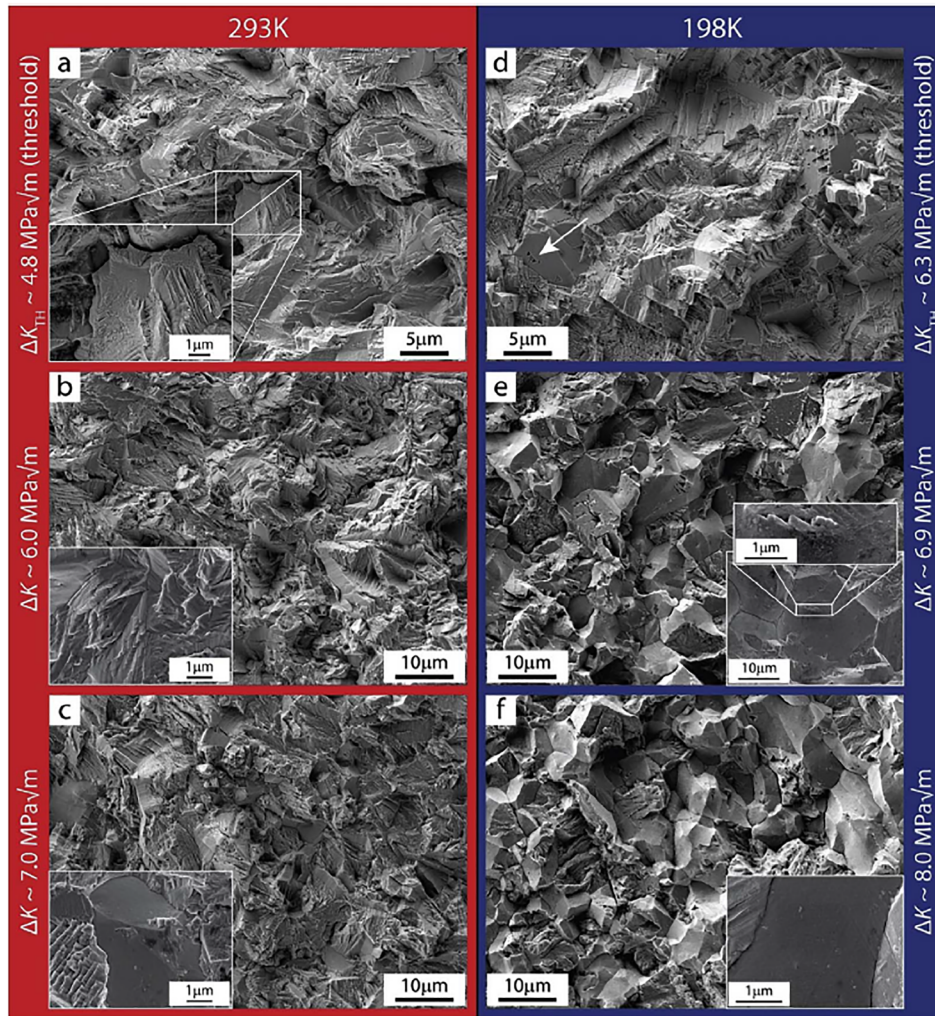 293K
198K
a
ΔK_TH ~ 4.8 MPa√m (threshold)
1μm
5μm
d
ΔK_TH ~ 6.3 MPa√m (threshold)
5μm
b
ΔK ~ 6.0 MPa√m
1μm
10μm
e
ΔK ~ 6.9 MPa√m
1μm
10μm
10μm
c
ΔK ~ 7.0 MPa√m
1μm
10μm
f
ΔK ~ 8.0 MPa√m
10μm
1μm